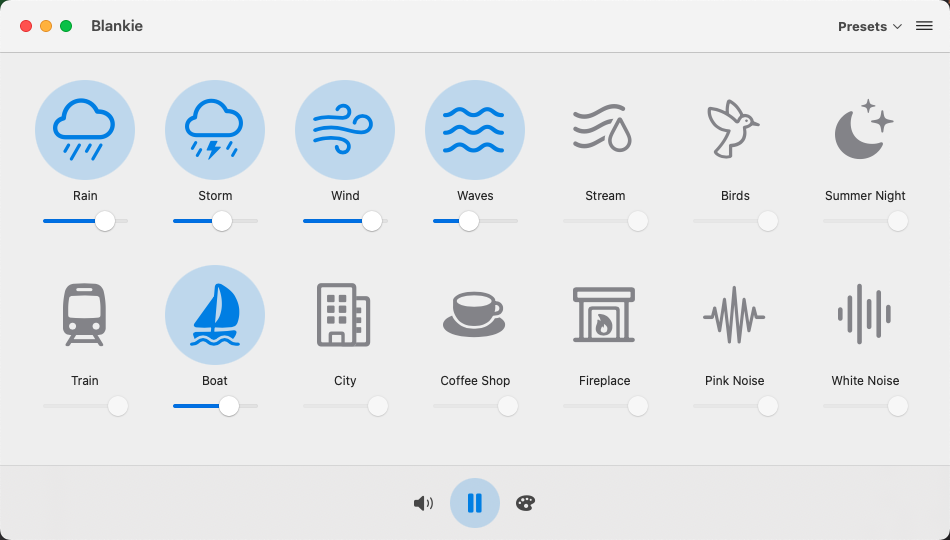 Blankie
Presets
Rain
Storm
Wind
Waves
Stream
Birds
Summer Night
Train
Boat
City
Coffee Shop
Fireplace
Pink Noise
White Noise